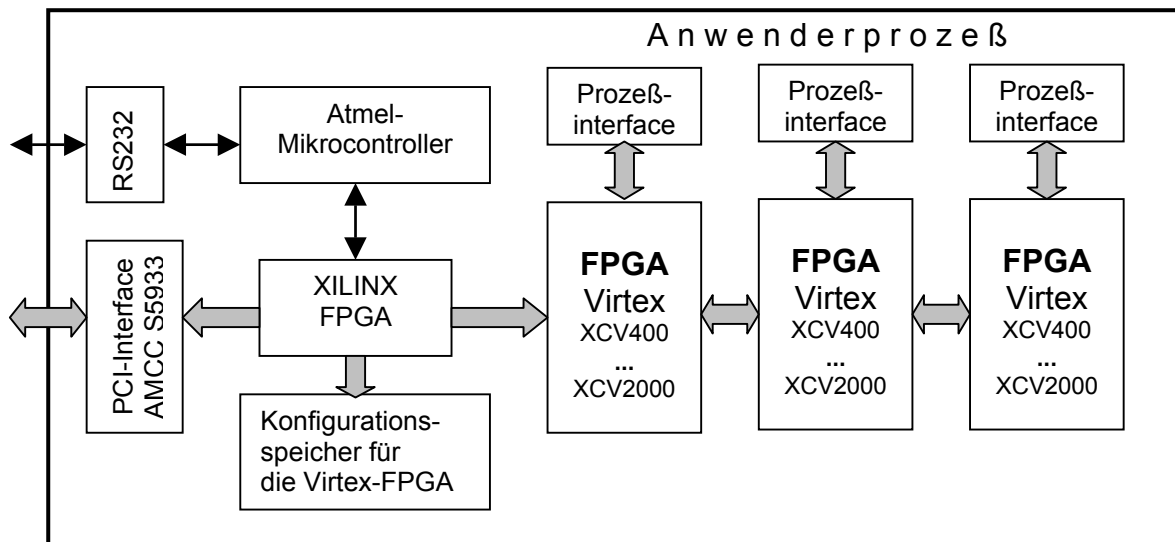 Anwenderprozeß
RS232
Atmel-
Mikrocontroller
Prozeß-
interface
Prozeß-
interface
Prozeß-
interface
PCI-Interface
AMCC S5933
XILINX
FPGA
Konfigurations-
speicher für
die Virtex-FPGA
FPGA
Virtex
XCV400
...
XCV2000
FPGA
Virtex
XCV400
...
XCV2000
FPGA
Virtex
XCV400
...
XCV2000